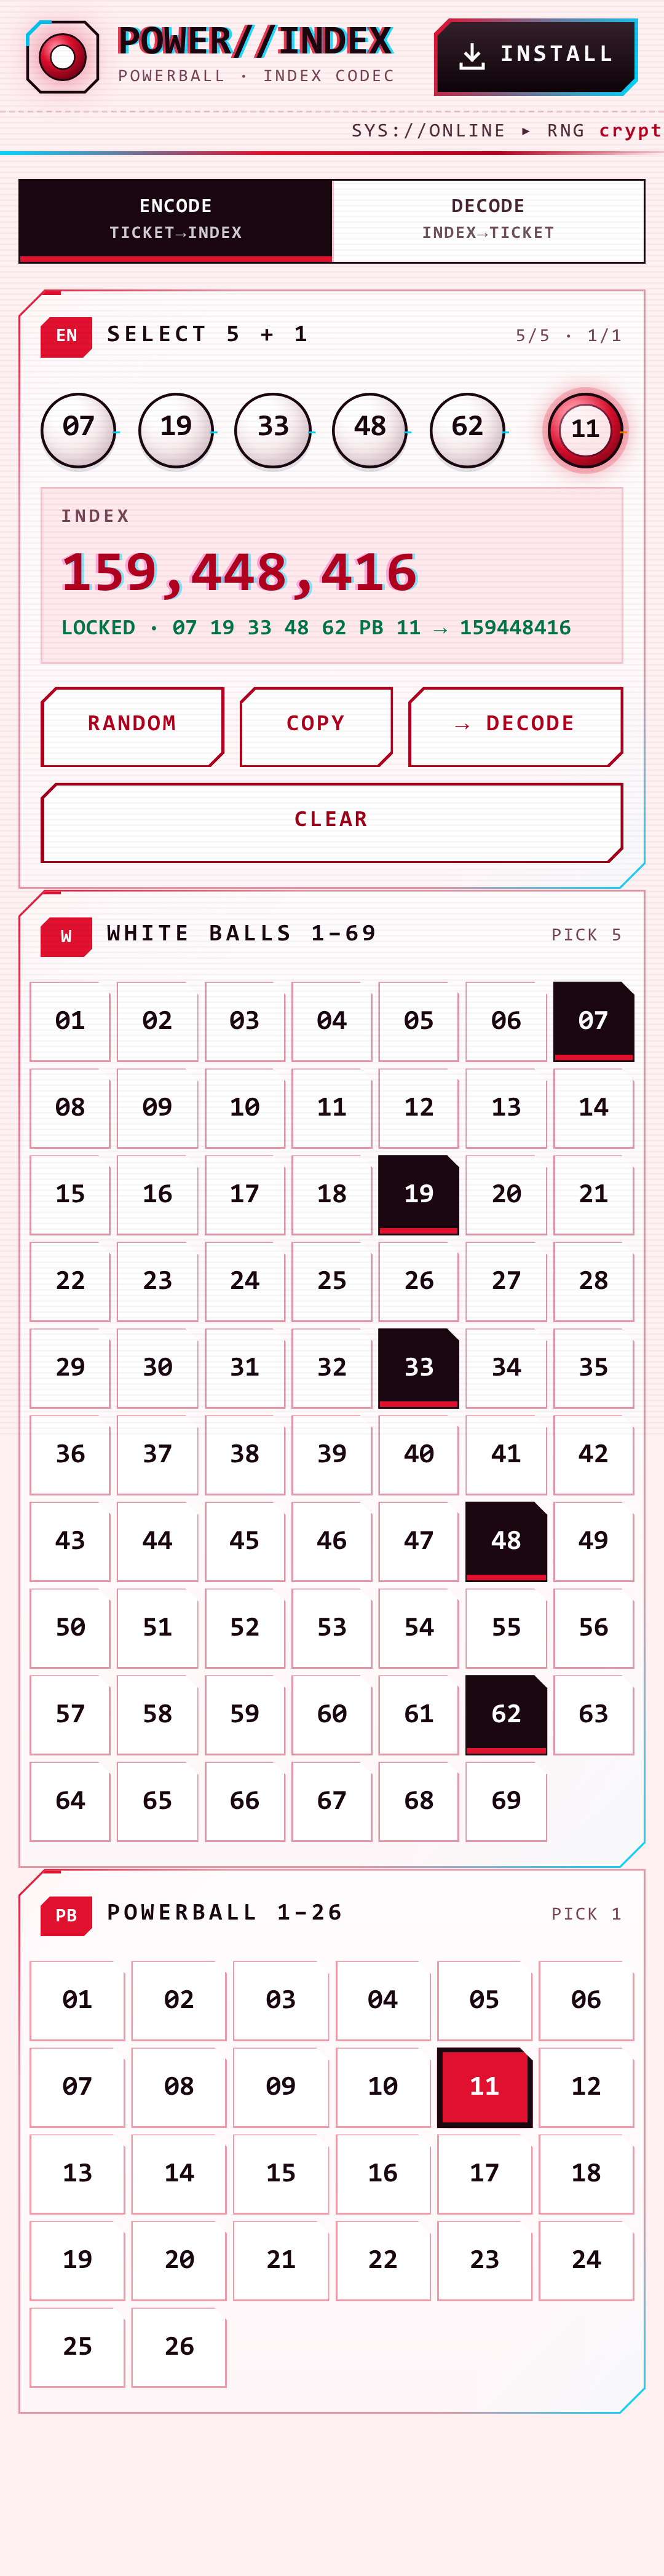 POWER//INDEX
POWERBALL · INDEX CODEC
INSTALL
SYS://ONLINE ▸ RNG crypt
ENCODE
TICKET→INDEX
DECODE
INDEX→TICKET
EN SELECT 5 + 1 5/5 · 1/1
07 19 33 48 62 11
INDEX
159,448,416
LOCKED · 07 19 33 48 62 PB 11 → 159448416
RANDOM COPY → DECODE
CLEAR
W WHITE BALLS 1–69 PICK 5
01 02 03 04 05 06 07
08 09 10 11 12 13 14
15 16 17 18 19 20 21
22 23 24 25 26 27 28
29 30 31 32 33 34 35
36 37 38 39 40 41 42
43 44 45 46 47 48 49
50 51 52 53 54 55 56
57 58 59 60 61 62 63
64 65 66 67 68 69
PB POWERBALL 1–26 PICK 1
01 02 03 04 05 06
07 08 09 10 11 12
13 14 15 16 17 18
19 20 21 22 23 24
25 26